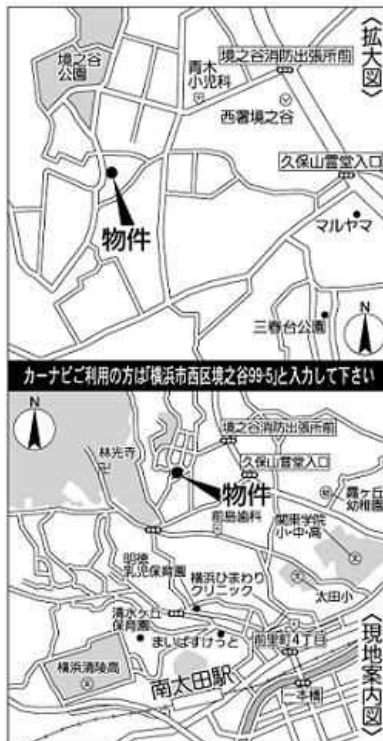 〈拡大図〉
境之谷
公園
青木
小児科
境之谷消防出張所前
西署境之谷
久保山霊堂入口
マルヤマ
物件
三春台公園
N
カーナビご利用の方は「横浜市西区境之谷99-5」と入力して下さい
N
林光寺
境之谷消防出張所前
久保山霊堂入口
物件
霞ヶ丘
幼稚園
前島歯科
関東学院
小・中・高
明徳
乳児保育園
横浜ひまわり
クリニック
太田小
清水ヶ丘
保育園
まいばすけっと
前里町4丁目
横浜清陵高
南太田駅
一本橋
〈現地案内図〉